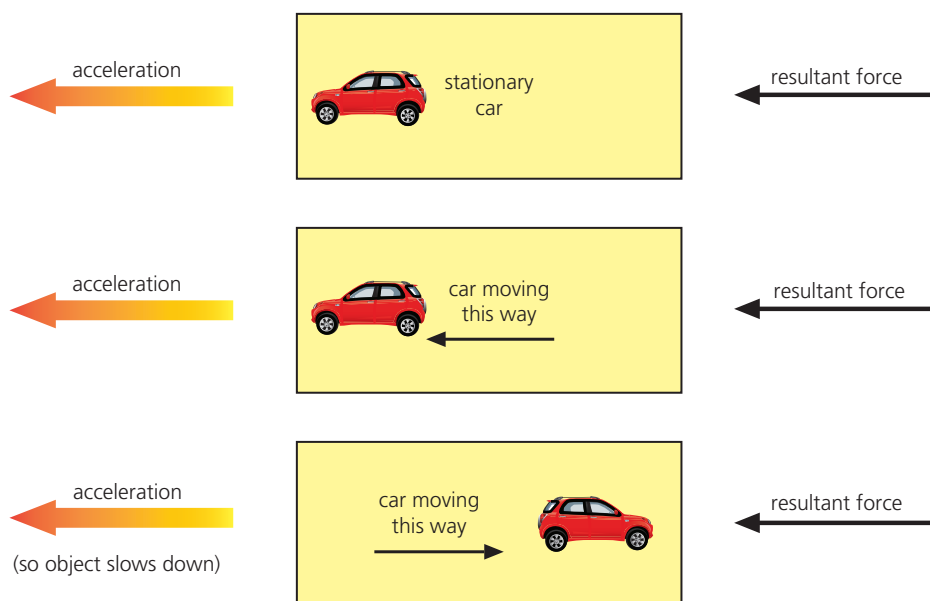 acceleration
stationary
car
resultant force
acceleration
car moving
this way
resultant force
acceleration
(so object slows down)
car moving
this way
resultant force